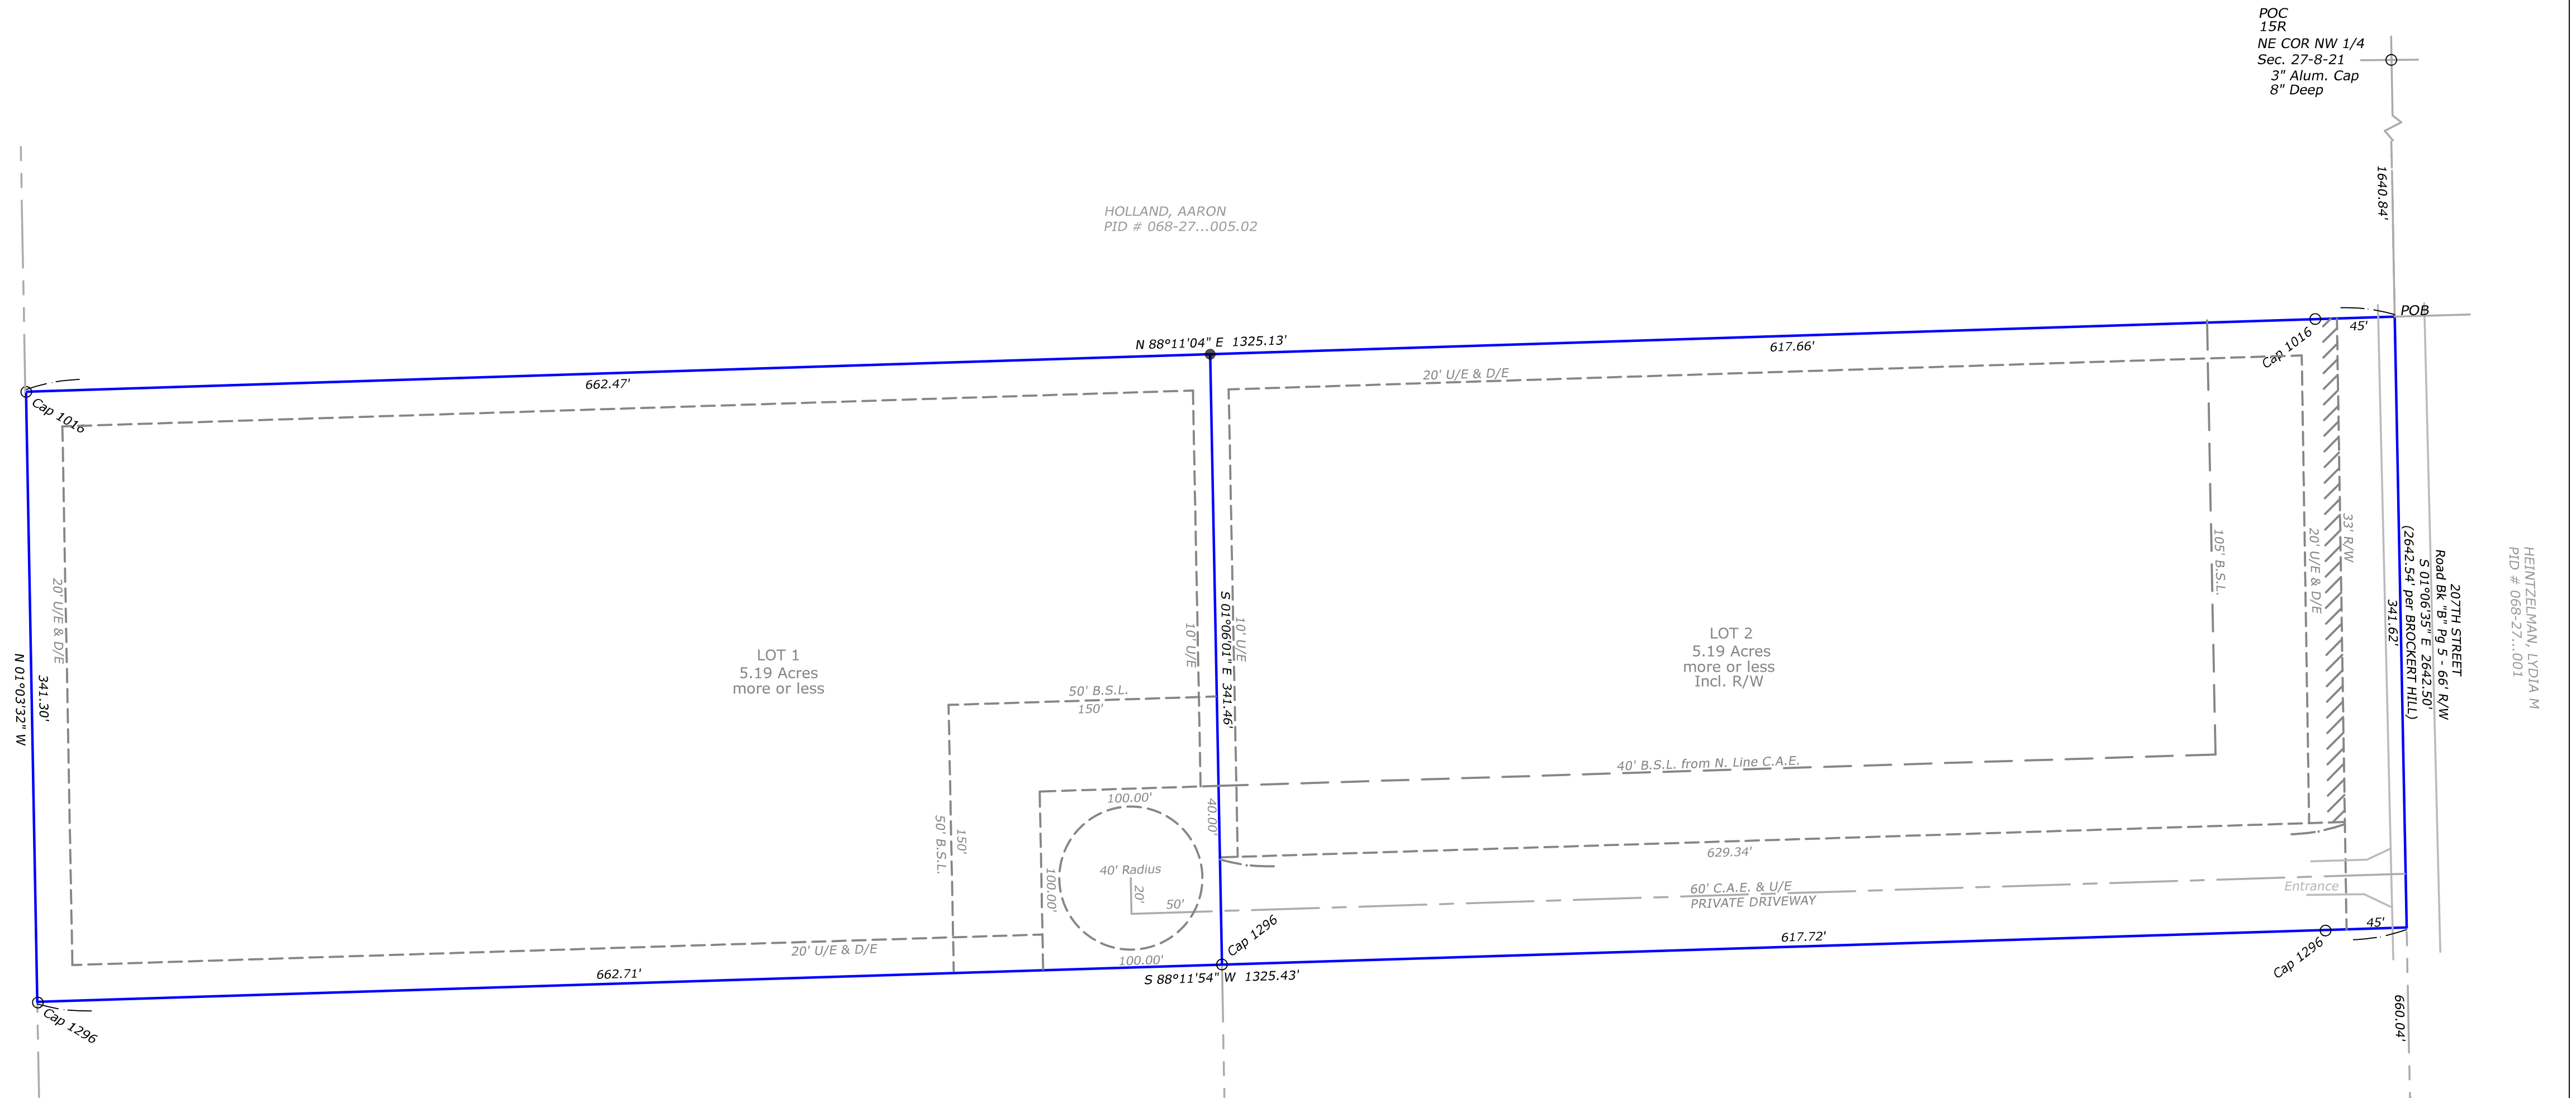 POC
15R
NE COR NW 1/4
Sec. 27-8-21
3" Alum. Cap
8" Deep
1640.84'
HOLLAND, AARON
PID # 068-27...005.02
POB
45'
Cap 1016
N 88°11'04" E 1325.13'
617.66'
662.47'
Cap 1016
20' U/E & D/E
LOT 1
5.19 Acres
more or less
LOT 2
5.19 Acres
more or less
Incl. R/W
20' U/E & D/E
N 01°03'32" W
341.30'
10' U/E
S 01°06'01" E 341.46'
10' U/E
105' B.S.L.
20' U/E & D/E
33' R/W
341.62'
(2642.54' per BROCKERT HILL)
S 01°06'35" E 2642.50'
Road Bk "B" Pg 5 - 66' R/W
207TH STREET
HEINTZELMAN, LYDIA M
PID # 068-27...001
50' B.S.L.
150'
40' B.S.L. from N. Line C.A.E.
100.00'
40.00'
50' B.S.L.
150'
100.00'
40' Radius
20'
50'
629.34'
60' C.A.E. & U/E
PRIVATE DRIVEWAY
Entrance
45'
Cap 1296
617.72'
Cap 1296
20' U/E & D/E
100.00'
662.71'
S 88°11'54" W 1325.43'
Cap 1296
660.04'